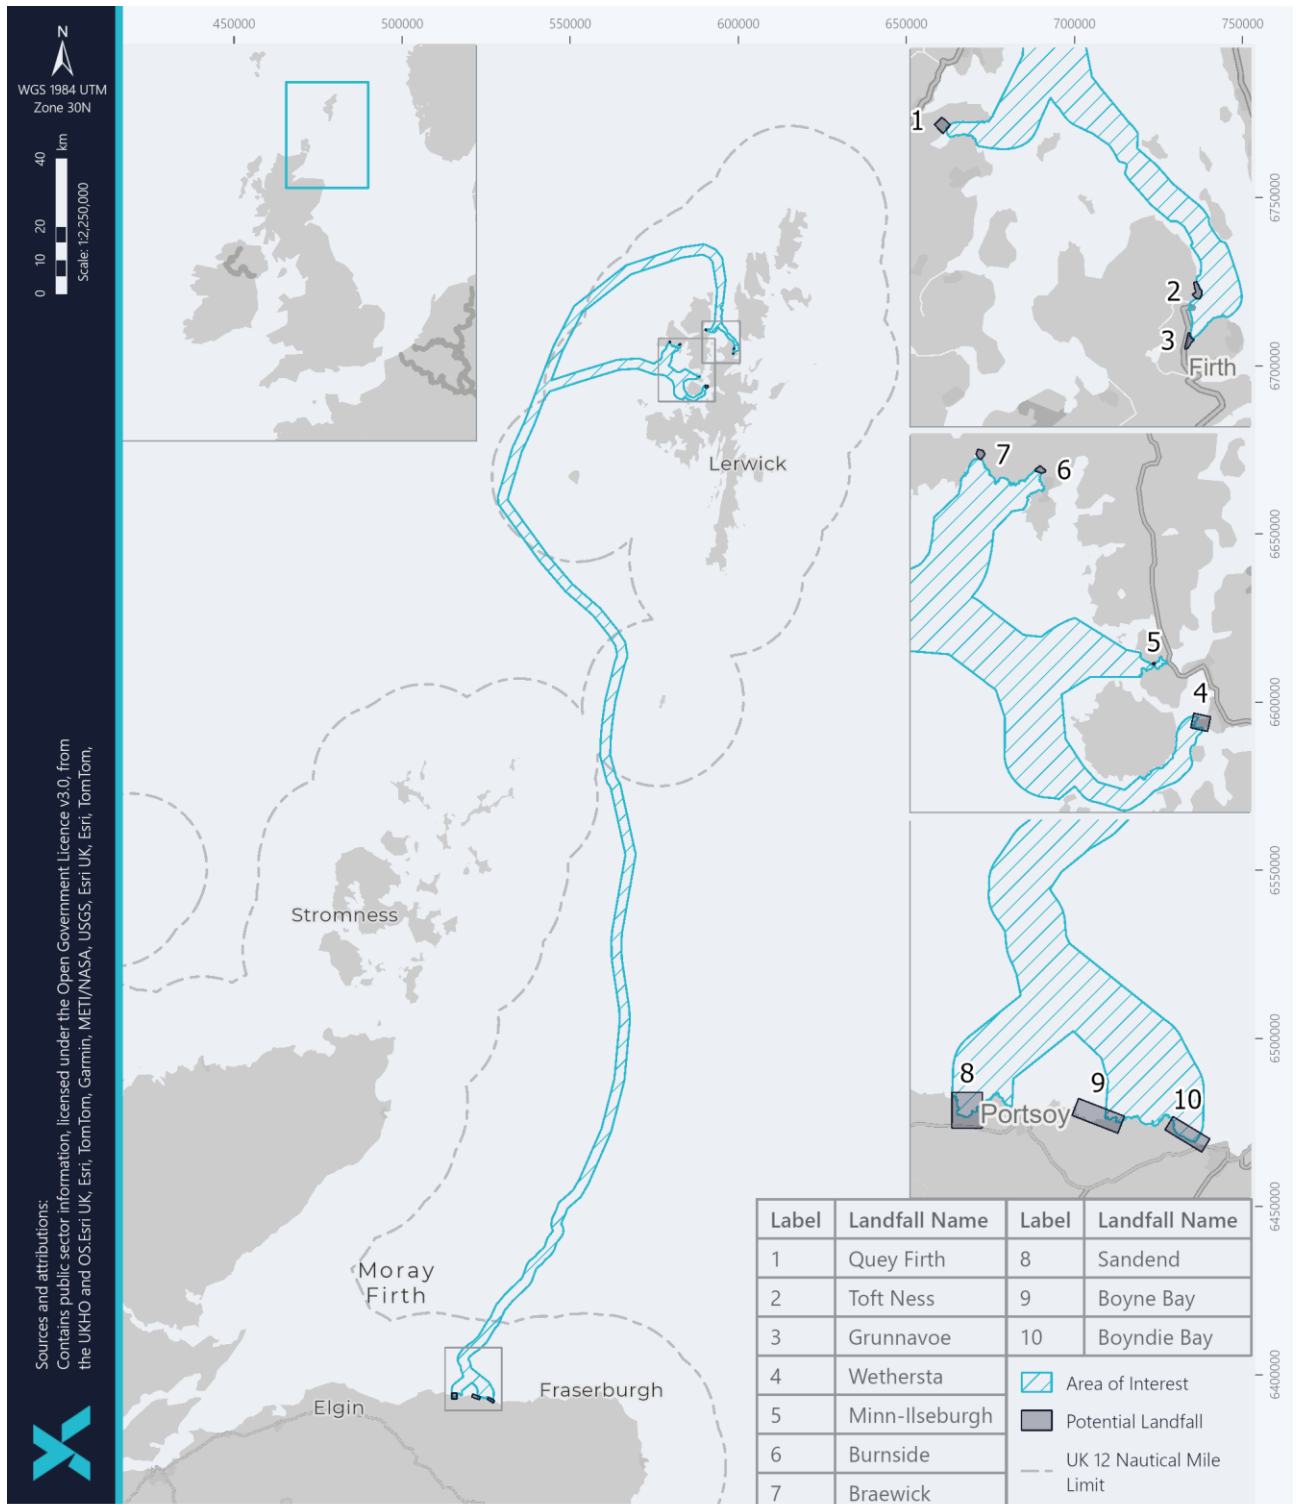 450000 500000 550000 600000 650000 700000 750000
N
WGS 1984 UTM
Zone 30N
0 10 20 40 km
Scale: 1:2,250,000
Sources and attributions:
Contains public sector information, licensed under the Open Government Licence v3.0, from
the UKHO and OS.Esri UK, Esri, TomTom, Garmin, METI/NASA, USGS, Esri UK, Esri, TomTom,
Lerwick
Stromness
Moray
Firth
Elgin
Fraserburgh
1
2
3
Firth
7
6
5
4
8
9
10
Portsoy
6750000
6700000
6650000
6600000
6550000
6500000
6450000
6400000
Label Landfall Name Label Landfall Name
1 Quey Firth 8 Sandend
2 Toft Ness 9 Boyne Bay
3 Grunnavoe 10 Boyndie Bay
4 Wethersta
5 Minn-Ilseburgh
6 Burnside
7 Braewick
Area of Interest
Potential Landfall
UK 12 Nautical Mile
Limit